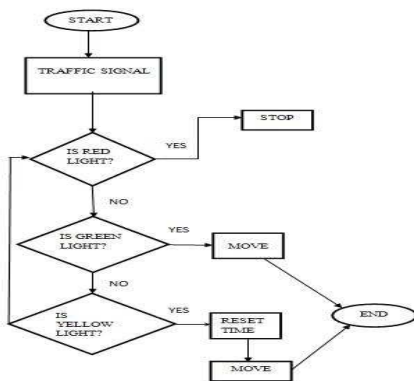 START
TRAFFIC SIGNAL
IS RED
LIGHT?
YES
STOP
NO
IS GREEN
LIGHT?
YES
MOVE
NO
IS
YELLOW
LIGHT?
YES
RESET
TIME
END
MOVE